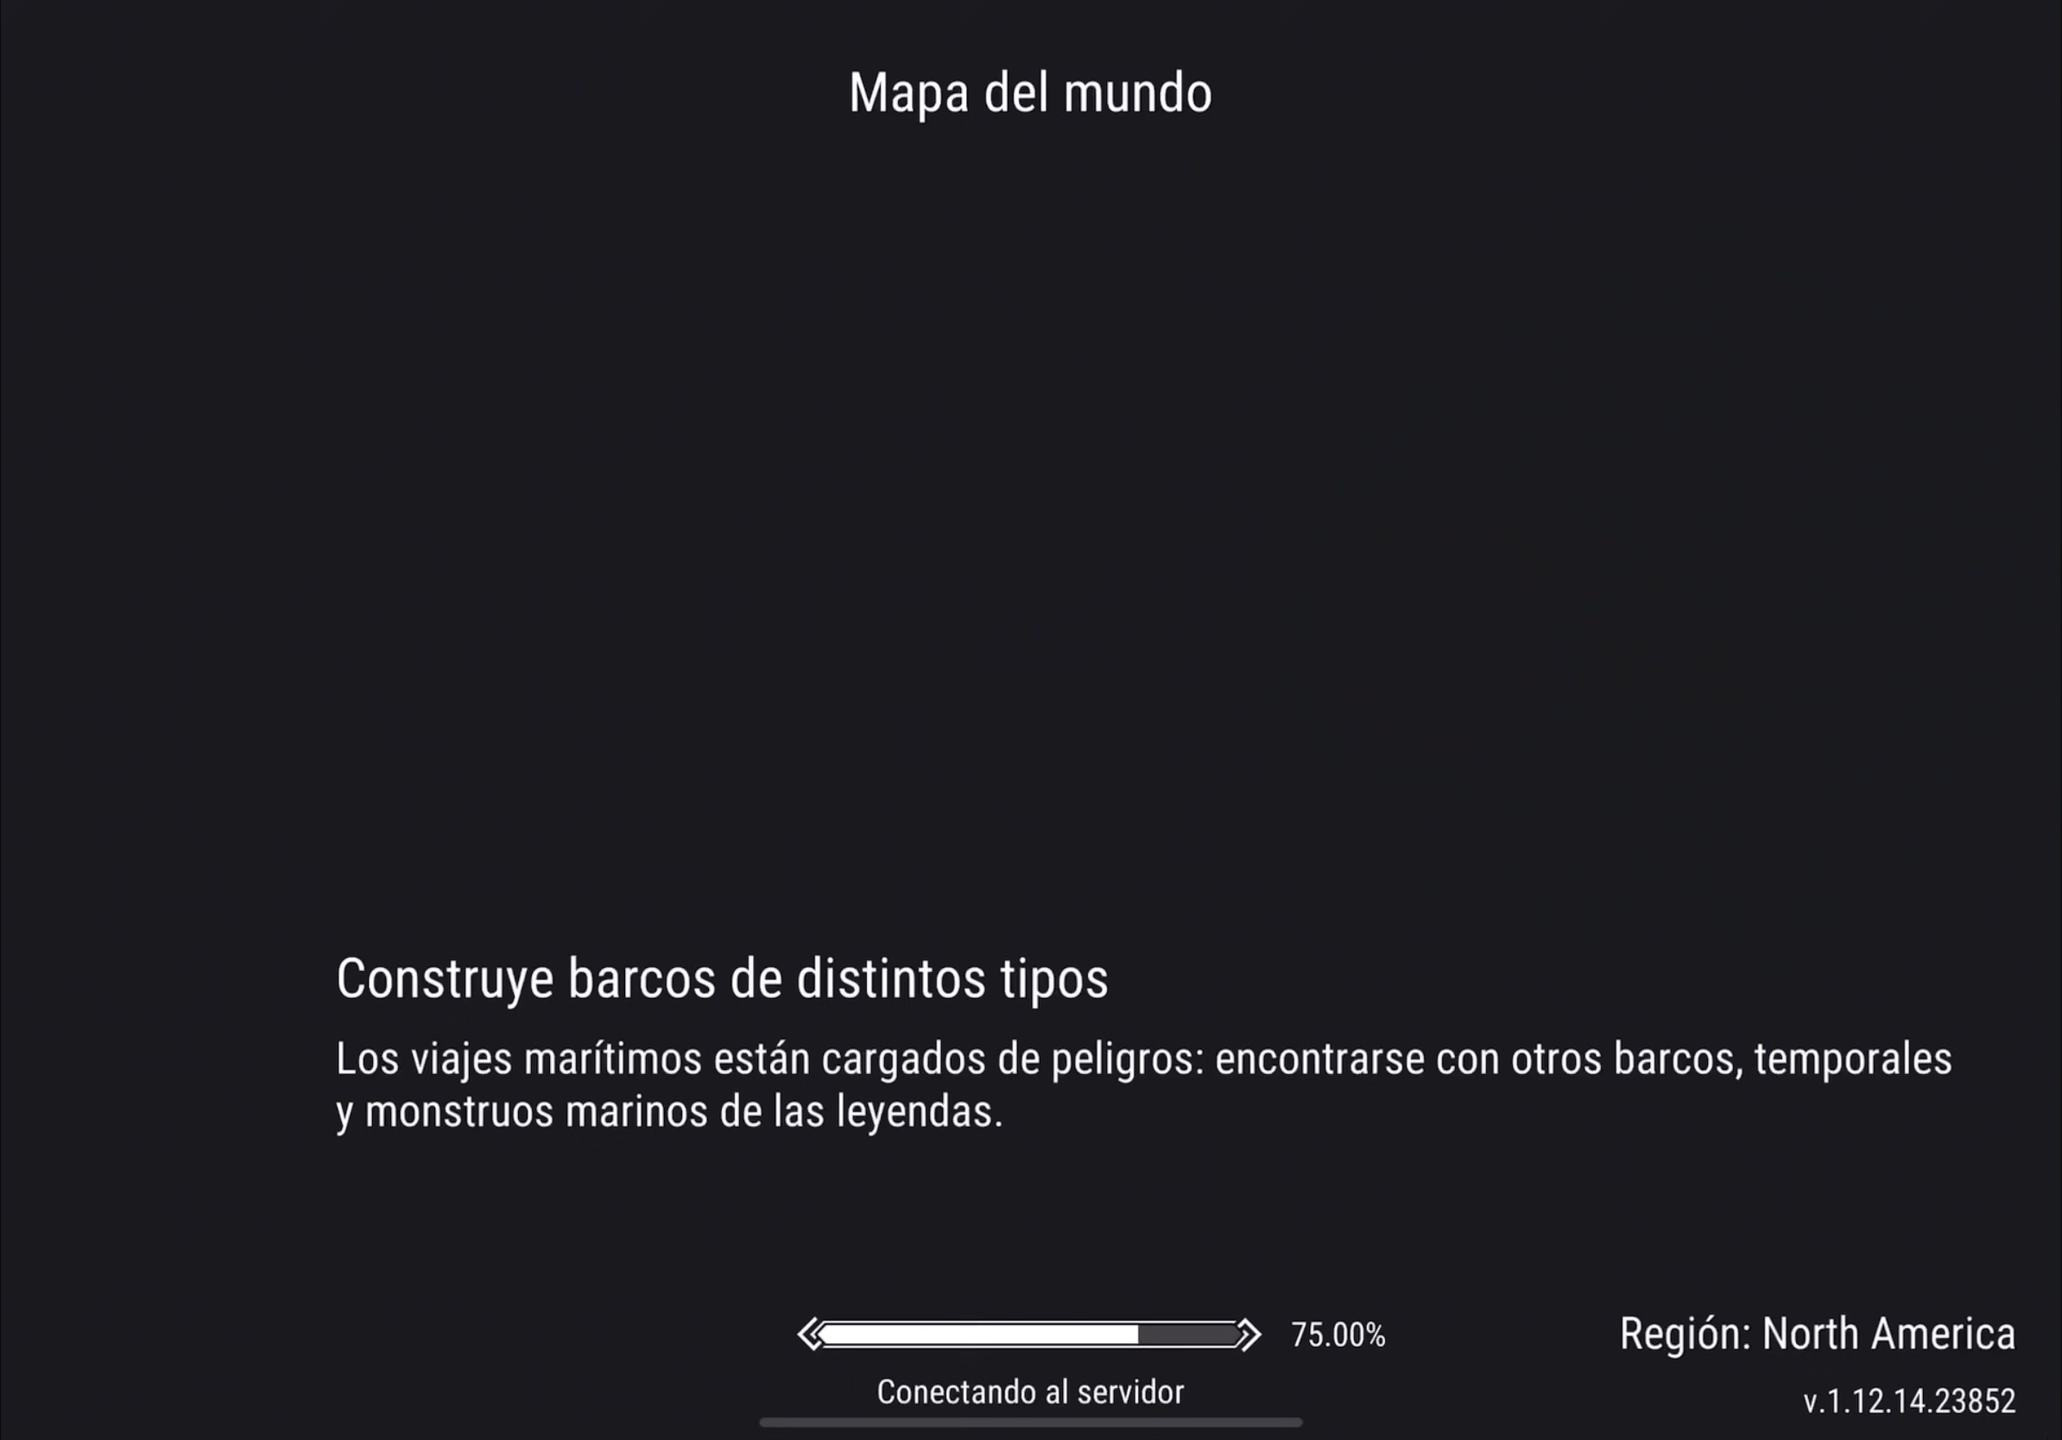 Mapa del mundo
Construye barcos de distintos tipos
Los viajes marítimos están cargados de peligros: encontrarse con otros barcos, temporales
y monstruos marinos de las leyendas.
75.00%
Conectando al servidor
Región: North America
v.1.12.14.23852